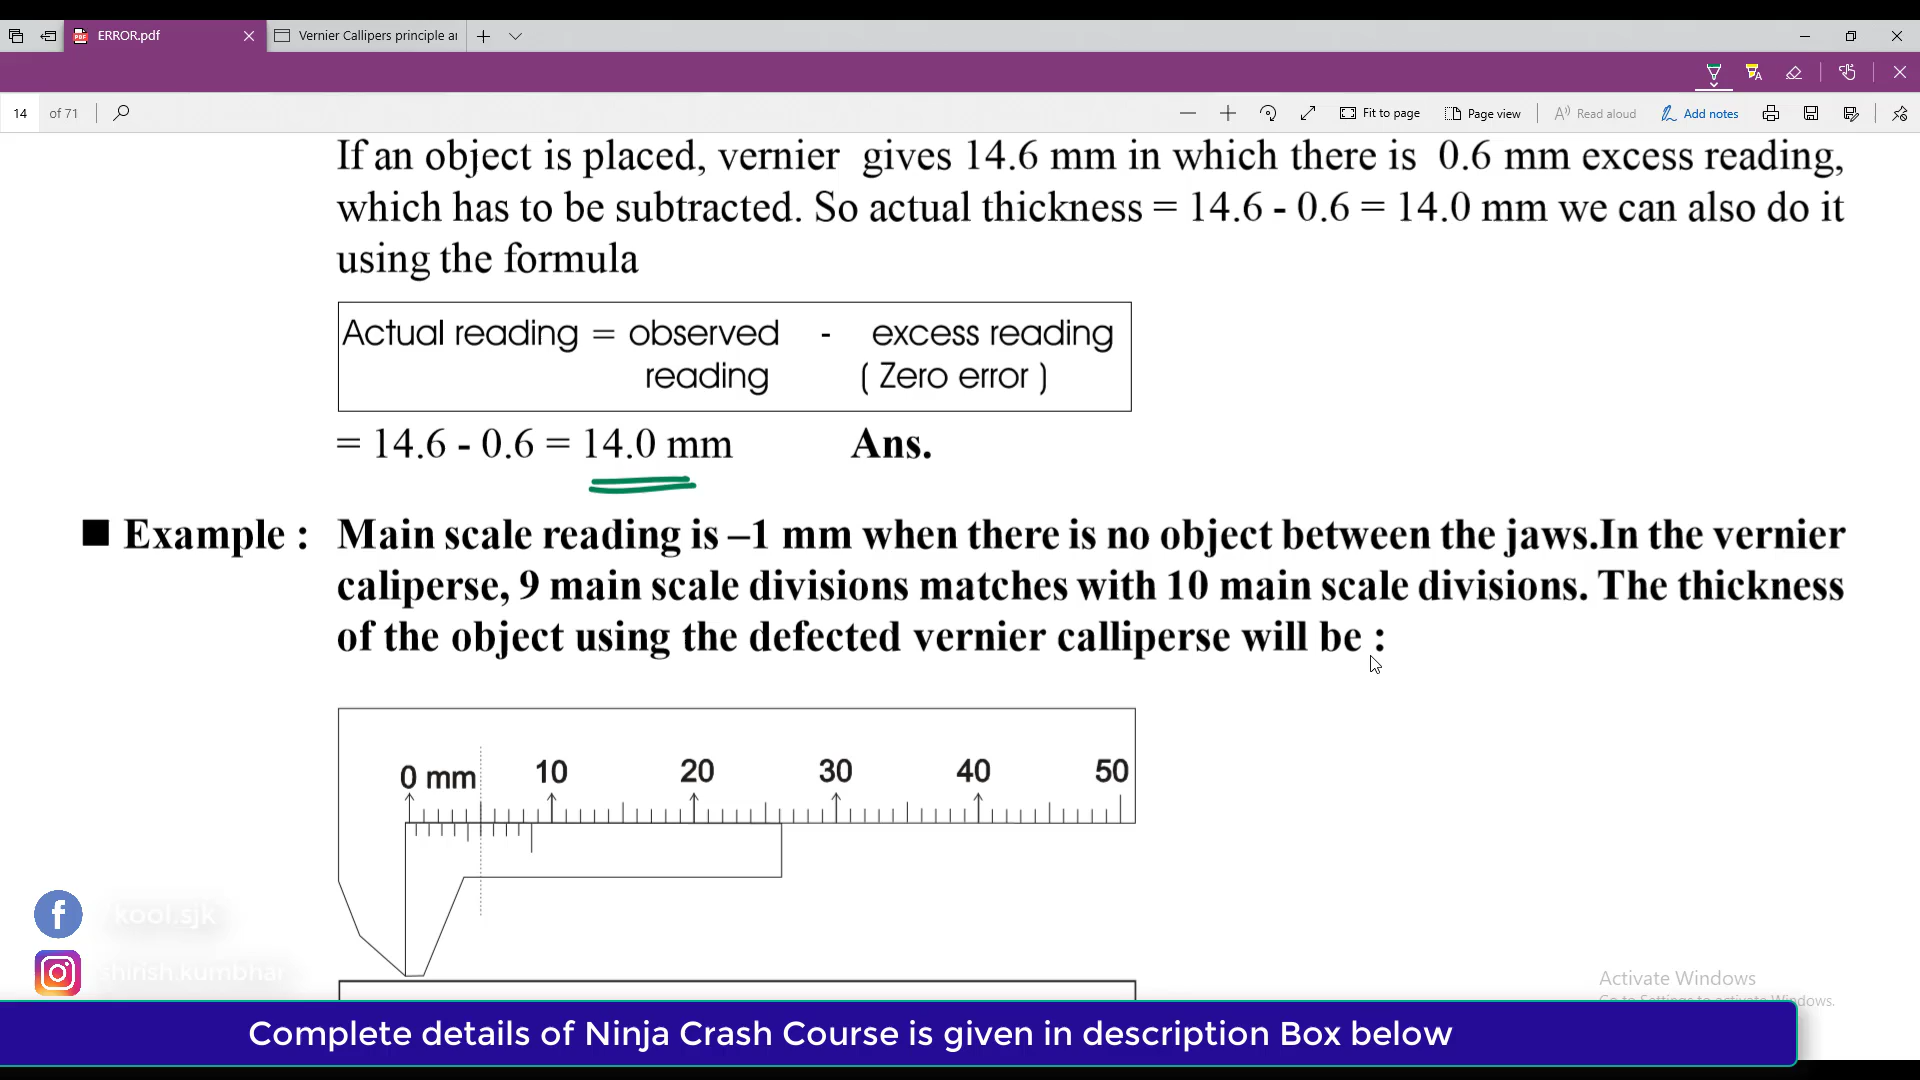 ERROR.pdf
Vernier Callipers principle ar
14 of 71
Fit to page
Page view
Read aloud
Add notes
If an object is placed, vernier gives 14.6 mm in which there is 0.6 mm excess reading,
which has to be subtracted. So actual thickness = 14.6 - 0.6 = 14.0 mm we can also do it
using the formula
Actual reading = observed - excess reading
reading ( Zero error )
= 14.6 - 0.6 = 14.0 mm Ans.
■ Example : Main scale reading is –1 mm when there is no object between the jaws.In the vernier
caliperse, 9 main scale divisions matches with 10 main scale divisions. The thickness
of the object using the defected vernier calliperse will be :
0 mm 10 20 30 40 50
kool.sjk
shirish.kumbhar
Activate Windows
Go to Settings to activate Windows.
Complete details of Ninja Crash Course is given in description Box below